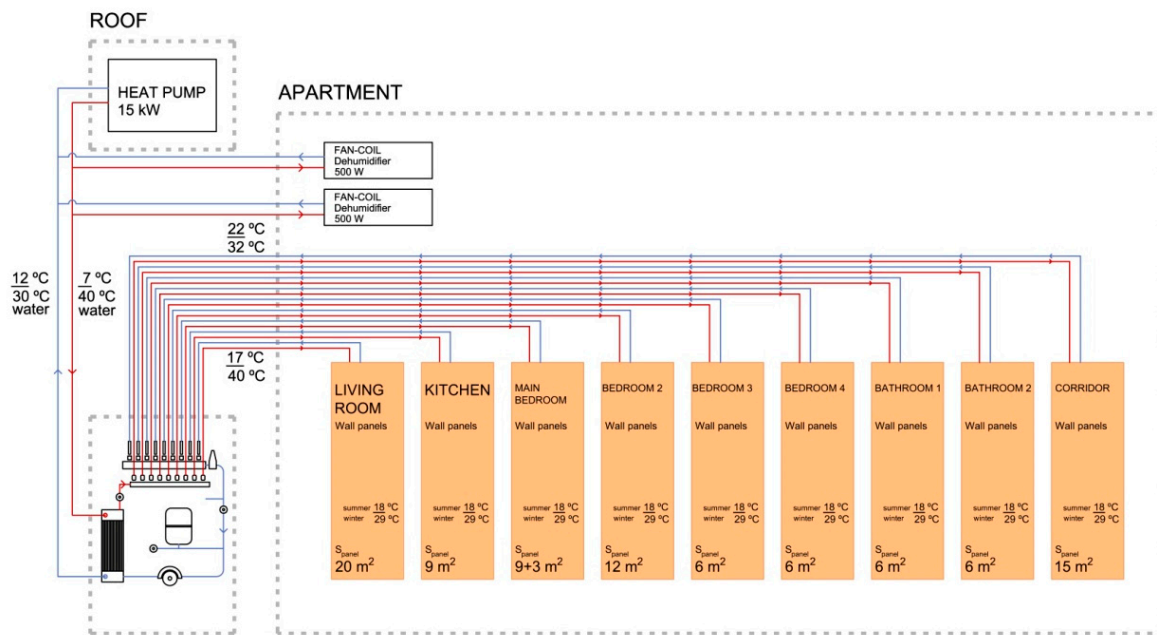 ROOF
HEAT PUMP
15 kW
APARTMENT
FAN-COIL
Dehumidifier
500 W
FAN-COIL
Dehumidifier
500 W
22 ºC
32 ºC
12 ºC
30 ºC
water
7 ºC
40 ºC
water
17 ºC
40 ºC
LIVING
ROOM
Wall panels
summer 18 ºC
winter 29 ºC
Spanel
20 m²
KITCHEN
Wall panels
summer 18 ºC
winter 29 ºC
Spanel
9 m²
MAIN
BEDROOM
Wall panels
summer 18 ºC
winter 29 ºC
Spanel
9+3 m²
BEDROOM 2
Wall panels
summer 18 ºC
winter 29 ºC
Spanel
12 m²
BEDROOM 3
Wall panels
summer 18 ºC
winter 29 ºC
Spanel
6 m²
BEDROOM 4
Wall panels
summer 18 ºC
winter 29 ºC
Spanel
6 m²
BATHROOM 1
Wall panels
summer 18 ºC
winter 29 ºC
Spanel
6 m²
BATHROOM 2
Wall panels
summer 18 ºC
winter 29 ºC
Spanel
6 m²
CORRIDOR
Wall panels
summer 18 ºC
winter 29 ºC
Spanel
15 m²